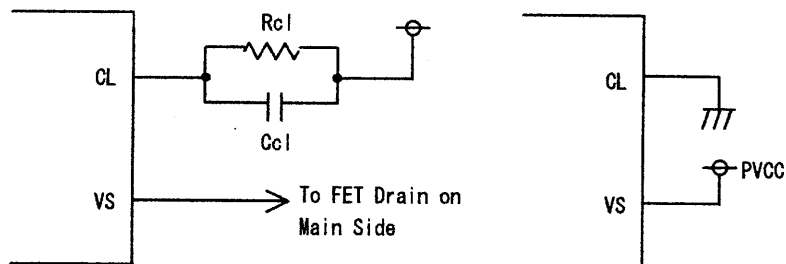 Rcl
CL
Ccl
VS
To FET Drain on
Main Side
CL
PVCC
VS